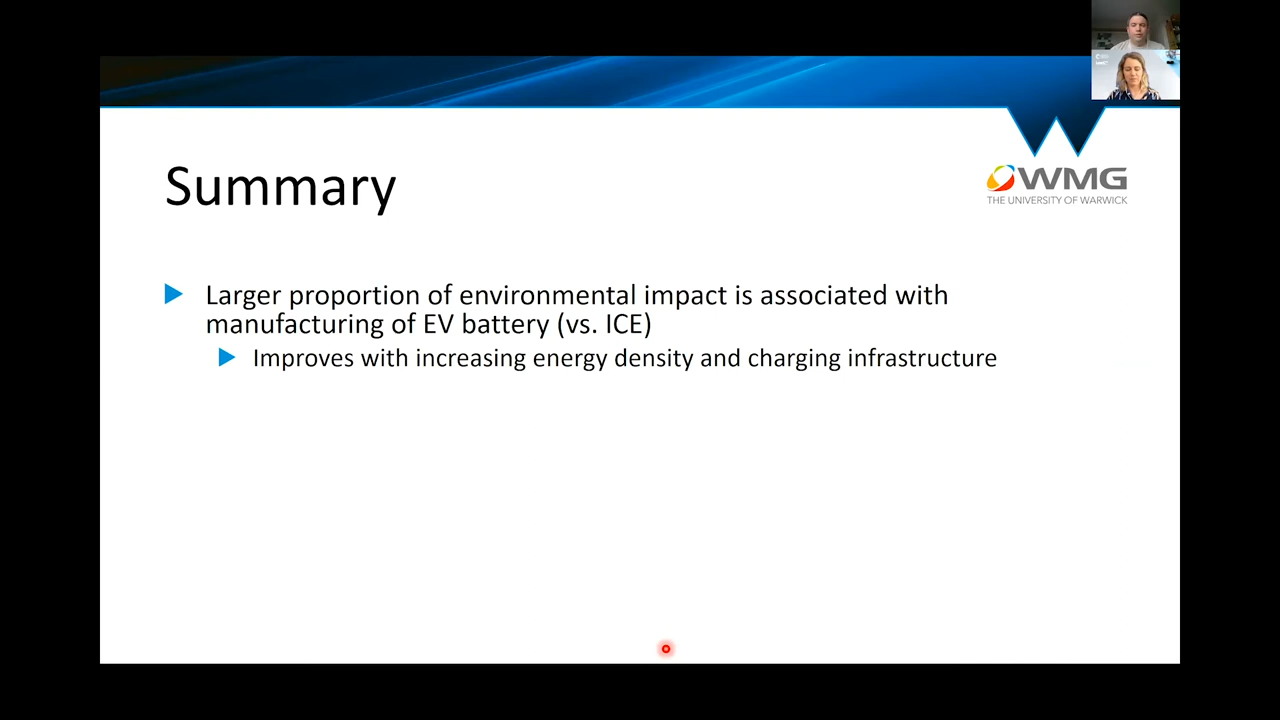 Summary
WMG
THE UNIVERSITY OF WARWICK
Larger proportion of environmental impact is associated with
manufacturing of EV battery (vs. ICE)
Improves with increasing energy density and charging infrastructure